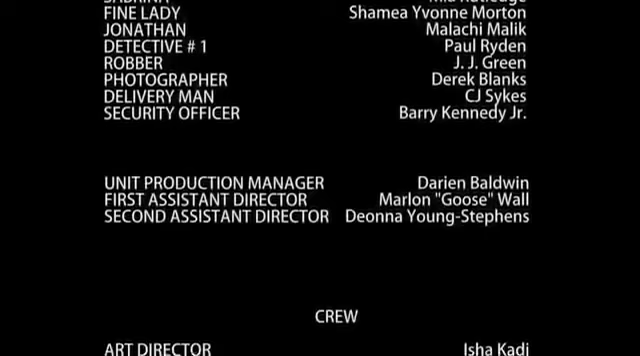 FINE LADY Shamea Yvonne Morton
JONATHAN Malachi Malik
DETECTIVE # 1 Paul Ryden
ROBBER J. J. Green
PHOTOGRAPHER Derek Blanks
DELIVERY MAN CJ Sykes
SECURITY OFFICER Barry Kennedy Jr.
UNIT PRODUCTION MANAGER Darien Baldwin
FIRST ASSISTANT DIRECTOR Marlon "Goose" Wall
SECOND ASSISTANT DIRECTOR Deonna Young-Stephens
CREW
ART DIRECTOR Isha Kadi